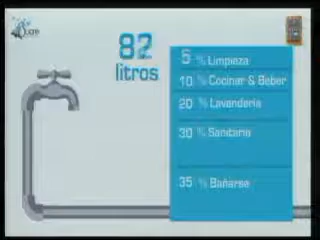 82
litros
5 % Limpieza
10 % Cocinar & Beber
20 % Lavandería
30 % Sanitario
35 % Bañarse